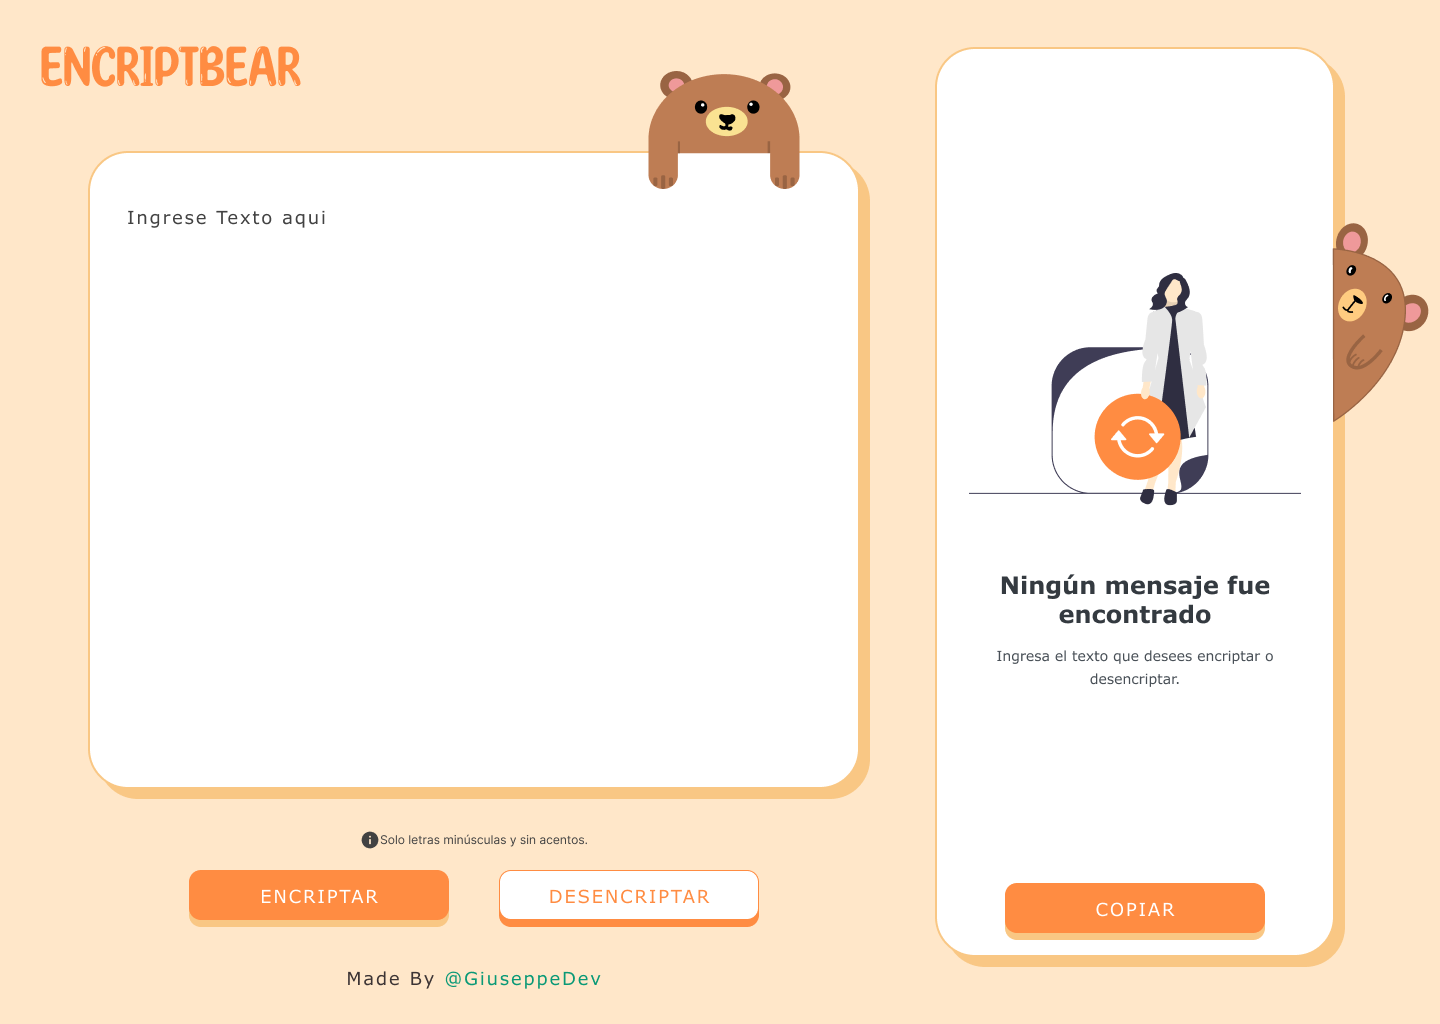 ENCRIPTBEAR
Ingrese Texto aqui
Solo letras minúsculas y sin acentos.
ENCRIPTAR
DESENCRIPTAR
Made By @GiuseppeDev
Ningún mensaje fue
encontrado
Ingresa el texto que desees encriptar o
desencriptar.
COPIAR